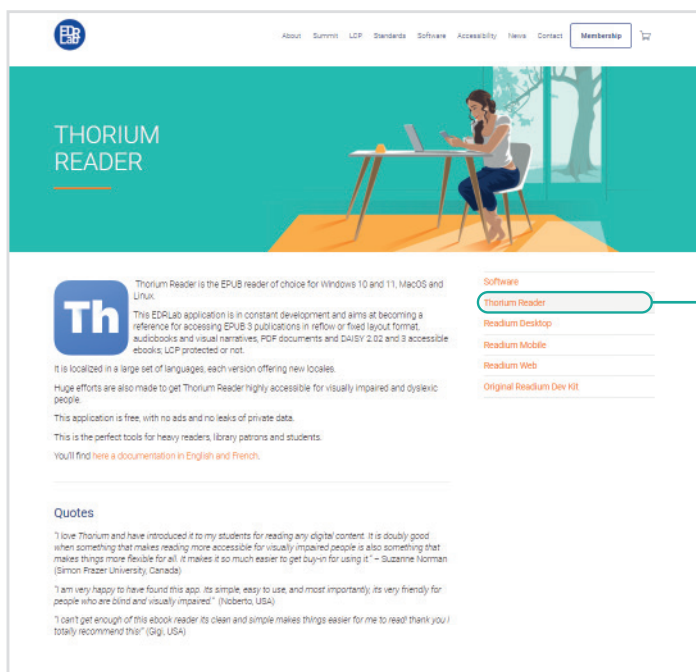 EDR
Lab
About Summit LCP Standards Software Accessibility News Contact Membership
THORIUM
READER
Th
Thorium Reader is the EPUB reader of choice for Windows 10 and 11, MacOS and
Linux.
This EDRLab application is in constant development and aims at becoming a
reference for accessing EPUB 3 publications in reflow or fixed layout format,
audiobooks and visual narratives, PDF documents and DAISY 2.02 and 3 accessible
ebooks; LCP protected or not.
It is localized in a large set of languages, each version offering new locales.
Huge efforts are also made to get Thorium Reader highly accessible for visually impaired and dyslexic
people.
This application is free, with no ads and no leaks of private data.
This is the perfect tools for heavy readers, library patrons and students.
You'll find here a documentation in English and French.
Software
Thorium Reader
Readium Desktop
Readium Mobile
Readium Web
Original Readium Dev Kit
Quotes
"I love Thorium and have introduced it to my students for reading any digital content. It is doubly good
when something that makes reading more accessible for visually impaired people is also something that
makes things more flexible for all. It makes it so much easier to get buy-in for using it." – Suzanne Norman
(Simon Frazer University, Canada)
"I am very happy to have found this app. its simple, easy to use, and most importantly, its very friendly for
people who are blind and visually impaired." (Noberto, USA)
"I can't get enough of this ebook reader its clean and simple makes things easier for me to read! thank you I
totally recommend this!" (Gigi, USA)